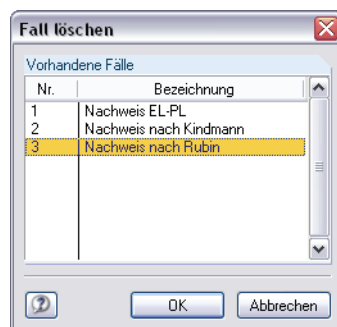 Fall löschen
Vorhandene Fälle
Nr. Bezeichnung
1 Nachweis EL-PL
2 Nachweis nach Kindmann
3 Nachweis nach Rubin
OK Abbrechen